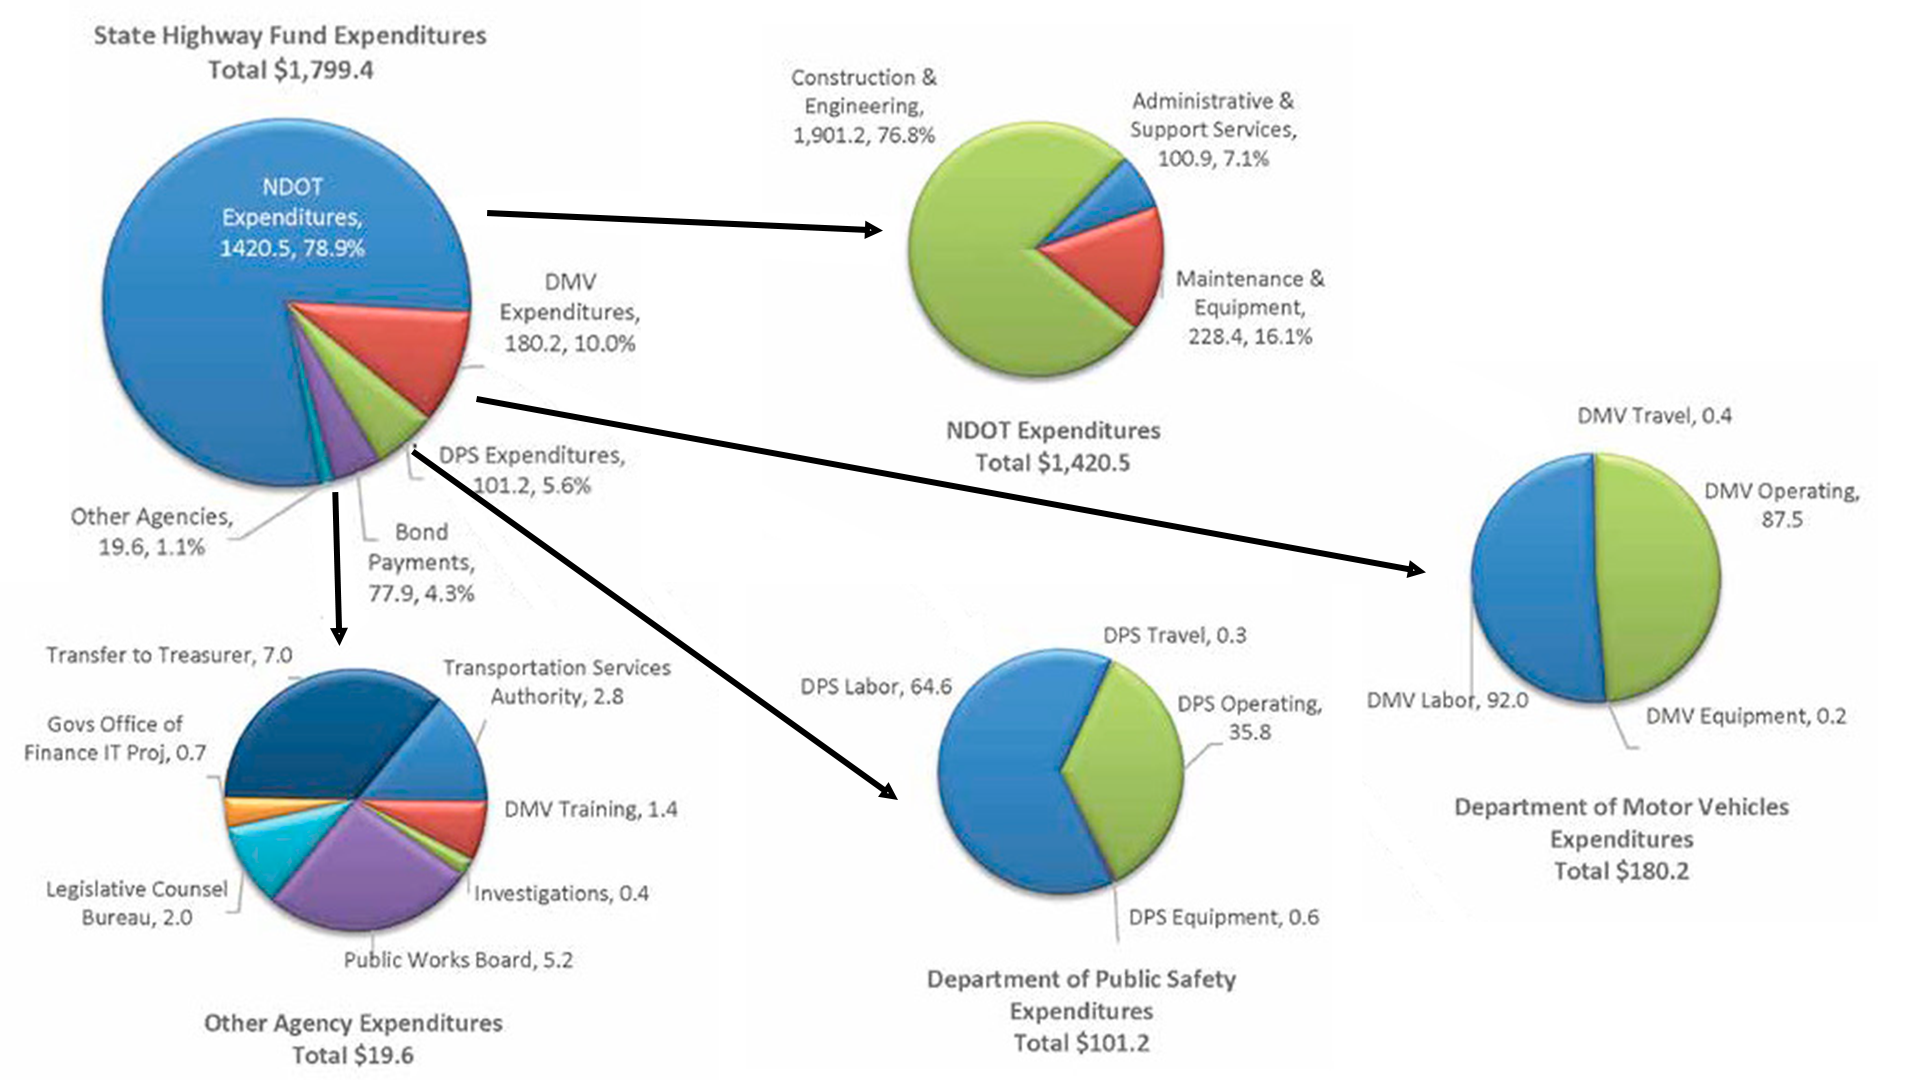 State Highway Fund Expenditures
Total $1,799.4
NDOT
Expenditures,
1420.5, 78.9%
DMV
Expenditures,
180.2, 10.0%
DPS Expenditures,
101.2, 5.6%
Bond
Payments,
77.9, 4.3%
Other Agencies,
19.6, 1.1%
Construction &
Engineering,
1,901.2, 76.8%
Administrative &
Support Services,
100.9, 7.1%
Maintenance &
Equipment,
228.4, 16.1%
NDOT Expenditures
Total $1,420.5
DMV Travel, 0.4
DMV Operating,
87.5
DMV Labor, 92.0
DMV Equipment, 0.2
Department of Motor Vehicles
Expenditures
Total $180.2
Transfer to Treasurer, 7.0
Transportation Services
Authority, 2.8
Govs Office of
Finance IT Proj, 0.7
DMV Training, 1.4
Legislative Counsel
Bureau, 2.0
Investigations, 0.4
Public Works Board, 5.2
Other Agency Expenditures
Total $19.6
DPS Travel, 0.3
DPS Labor, 64.6
DPS Operating,
35.8
DPS Equipment, 0.6
Department of Public Safety
Expenditures
Total $101.2